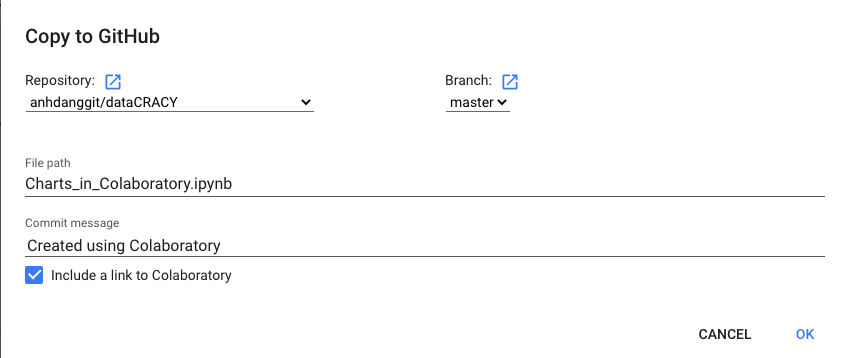 Copy to GitHub
Repository:
Branch:
anhdanggit/dataCRACY
master
File path
Charts_in_Colaboratory.ipynb
Commit message
Created using Colaboratory
Include a link to Colaboratory
CANCEL
OK